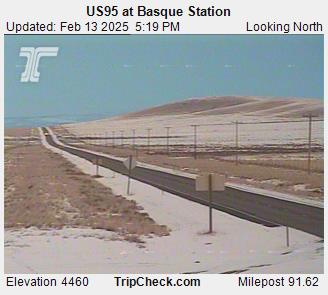 US95 at Basque Station
Updated: Feb 13 2025  5:19 PM    Looking North
Elevation 4460    TripCheck.com    Milepost 91.62